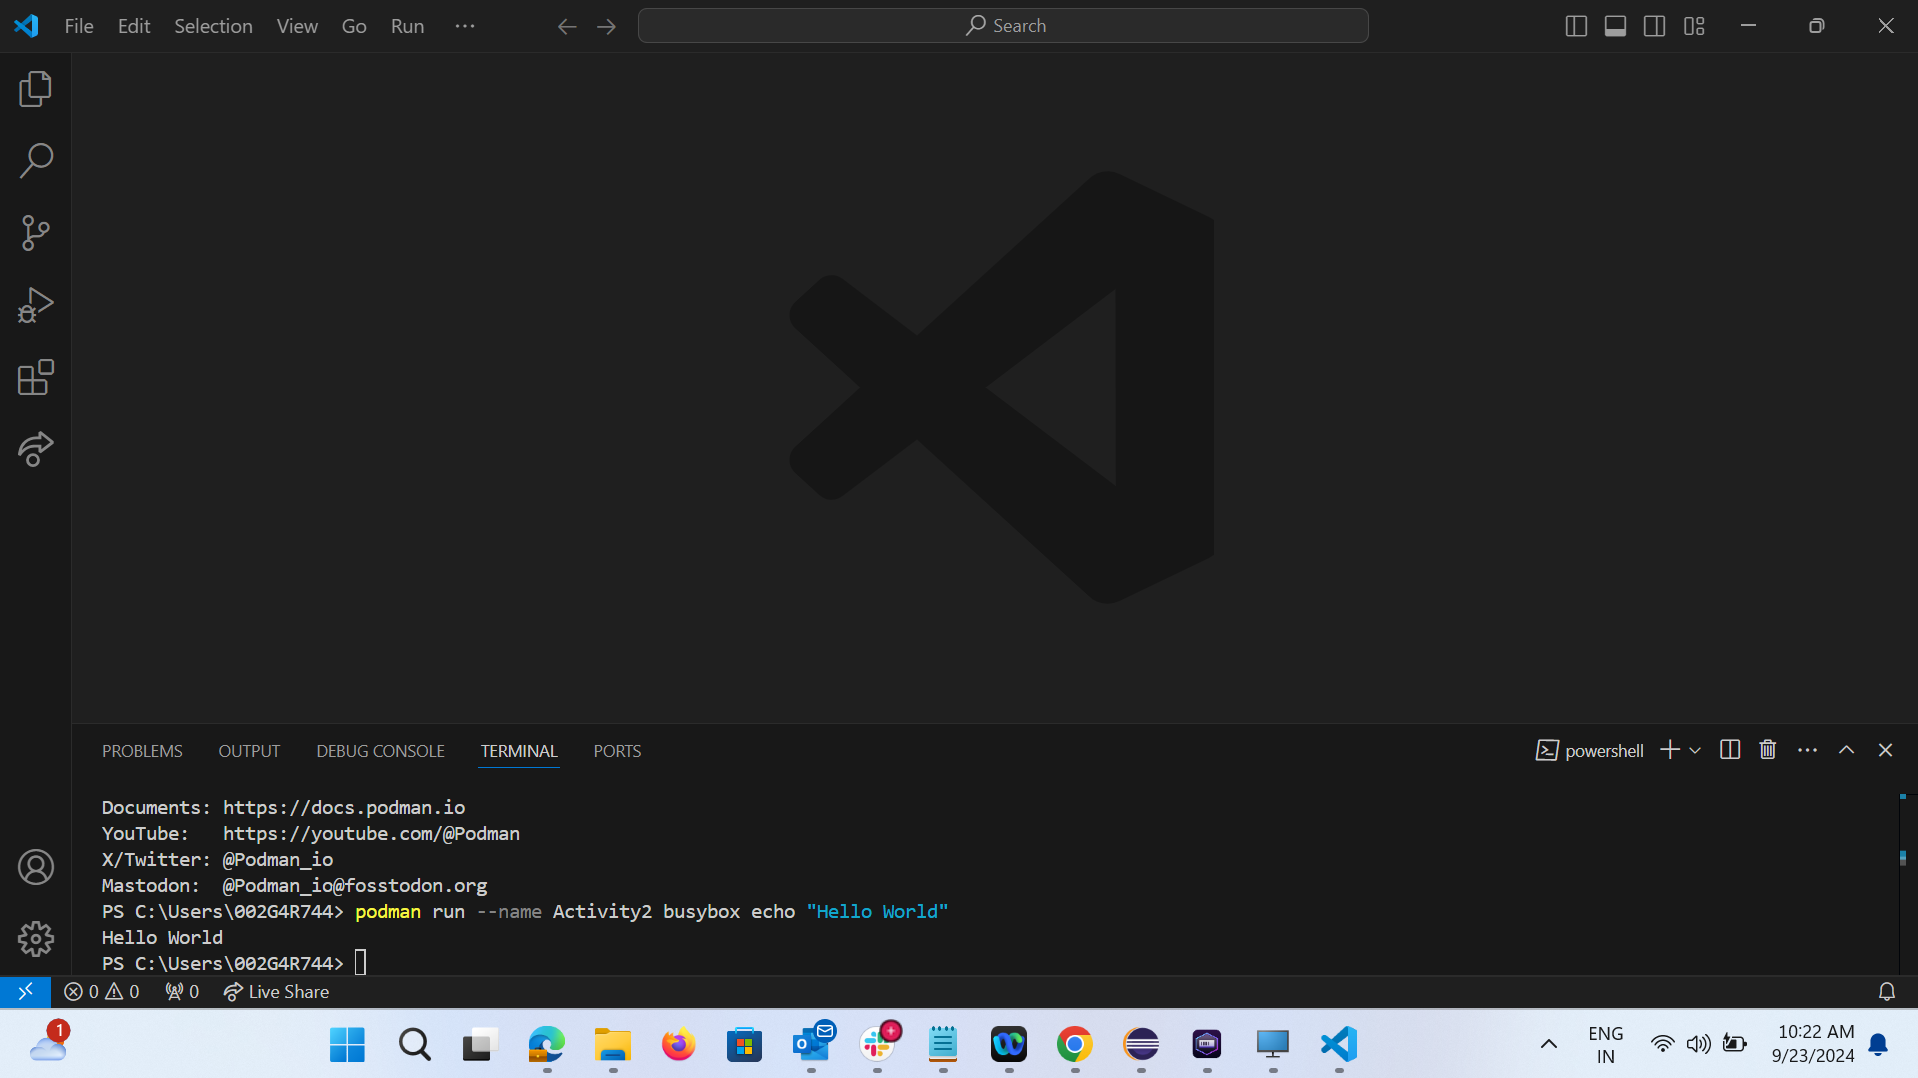 File Edit Selection View Go Run ···
Search
PROBLEMS OUTPUT DEBUG CONSOLE TERMINAL PORTS
powershell
Documents: https://docs.podman.io
YouTube:   https://youtube.com/@Podman
X/Twitter: @Podman_io
Mastodon:  @Podman_io@fosstodon.org
PS C:\Users\002G4R744> podman run --name Activity2 busybox echo "Hello World"
Hello World
PS C:\Users\002G4R744>
0 0 0 Live Share
1
ENG
IN
10:22 AM
9/23/2024